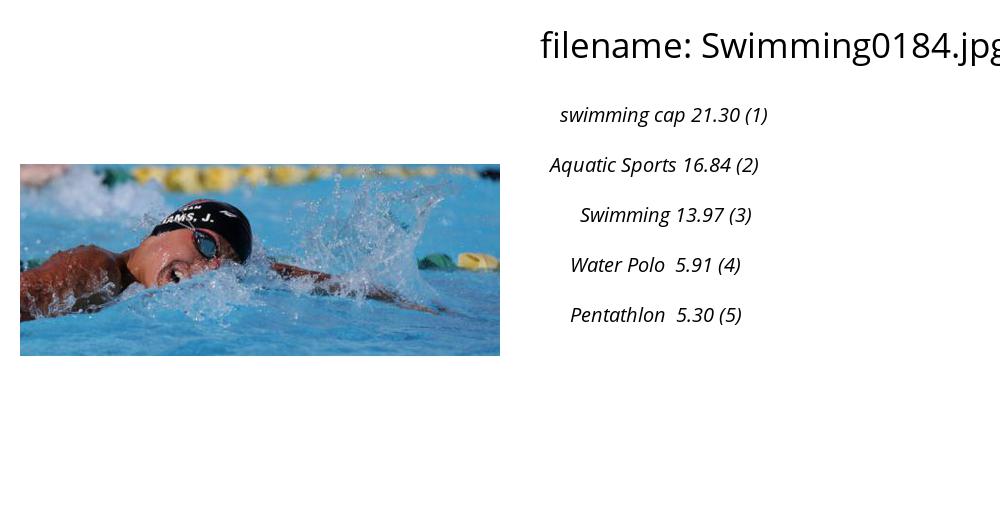 filename: Swimming0184.jpg
swimming cap 21.30 (1)
Aquatic Sports 16.84 (2)
AMS, J.
Swimming 13.97 (3)
Water Polo 5.91 (4)
Pentathlon 5.30 (5)